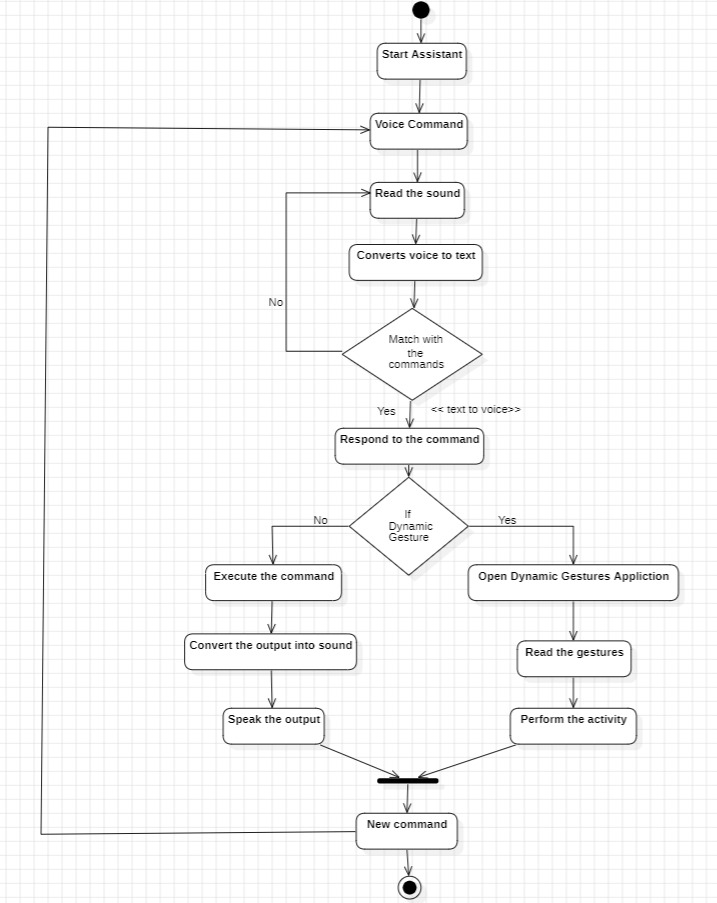 Start Assistant
Voice Command
Read the sound
Converts voice to text
No
Match with
the
commands
Yes
<< text to voice>>
Respond to the command
If
Dynamic
Gesture
No
Yes
Execute the command
Open Dynamic Gestures Appliction
Convert the output into sound
Read the gestures
Speak the output
Perform the activity
New command